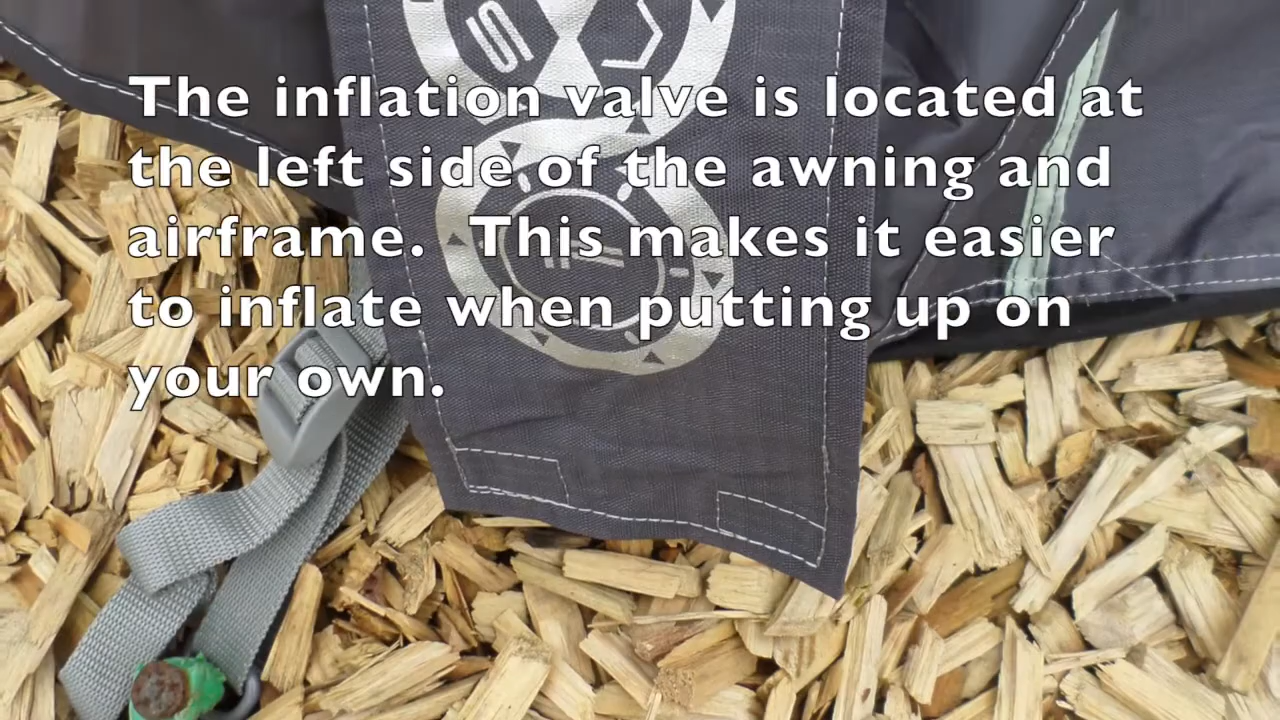 The inflation valve is located at
the left side of the awning and
airframe.  This makes it easier
to inflate when putting up on
your own.